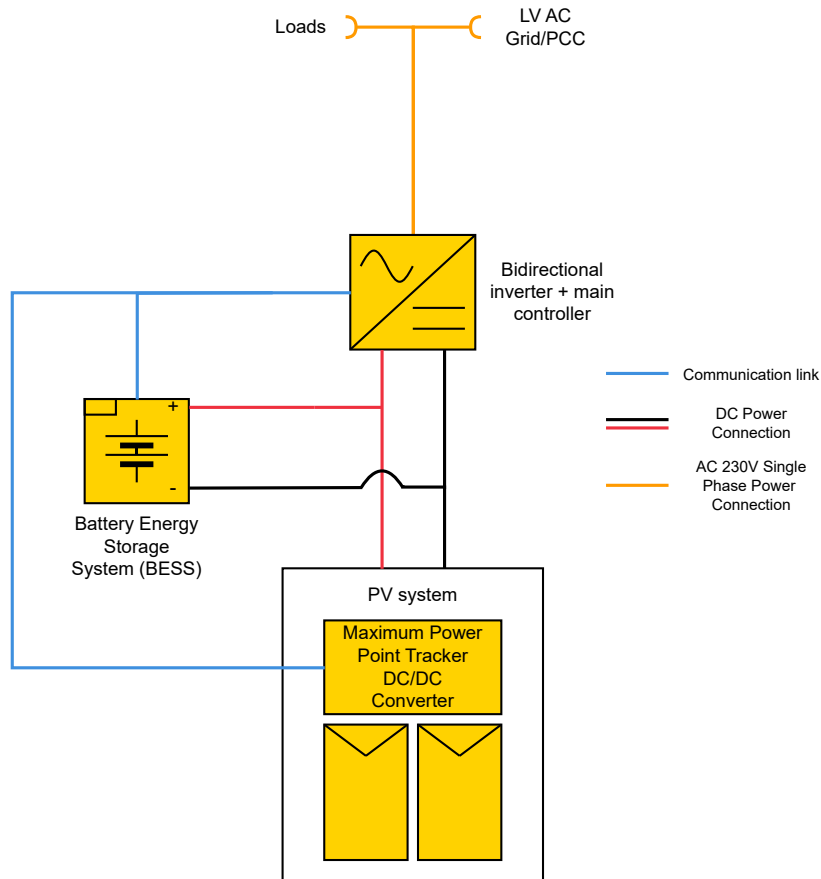 Loads
LV AC
Grid/PCC
Bidirectional
inverter + main
controller
Communication link
DC Power
Connection
AC 230V Single
Phase Power
Connection
+
-
Battery Energy
Storage
System (BESS)
PV system
Maximum Power
Point Tracker
DC/DC
Converter